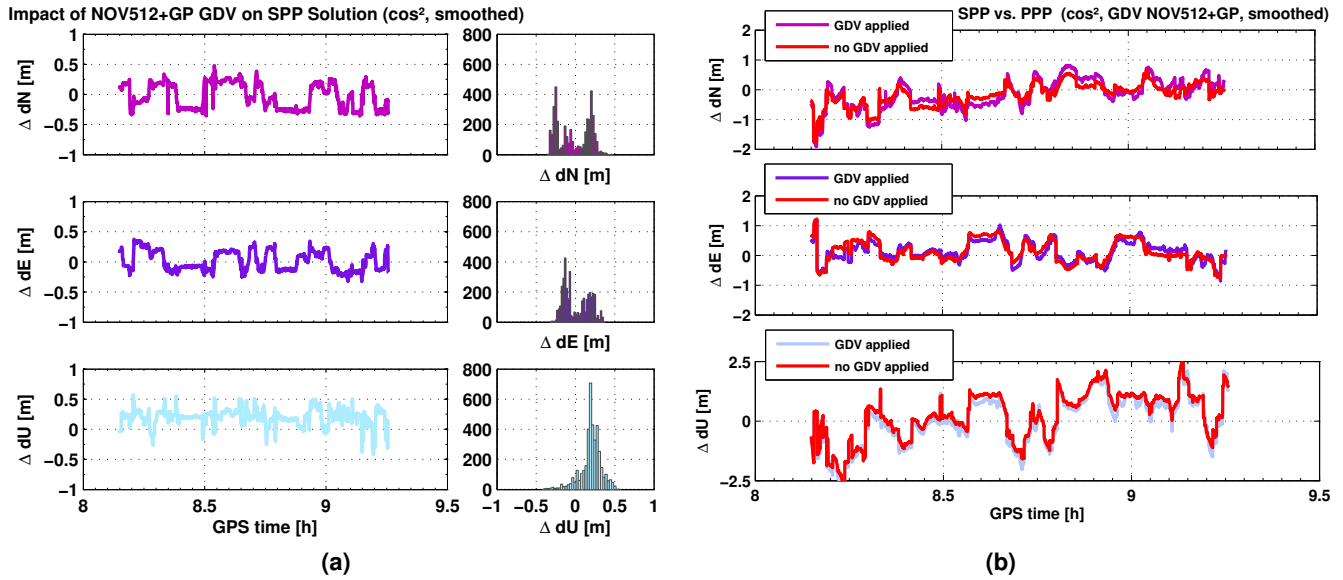 Impact of NOV512+GP GDV on SPP Solution (cos², smoothed)
Δ dN [m]
1
0.5
0
−0.5
−1
800
600
400
200
0
Δ dN [m]
Δ dE [m]
1
0.5
0
−0.5
−1
800
600
400
200
0
Δ dE [m]
Δ dU [m]
1
0.5
0
−0.5
−1
8 8.5 9 9.5
GPS time [h]
800
600
400
200
0
−1 −0.5 0 0.5 1
Δ dU [m]
(a)
SPP vs. PPP (cos², GDV NOV512+GP, smoothed)
GDV applied
no GDV applied
Δ dN [m]
2
1
0
−1
−2
GDV applied
no GDV applied
Δ dE [m]
2
1
0
−1
−2
GDV applied
no GDV applied
Δ dU [m]
2.5
0
−2.5
8 8.5 9 9.5
GPS time [h]
(b)